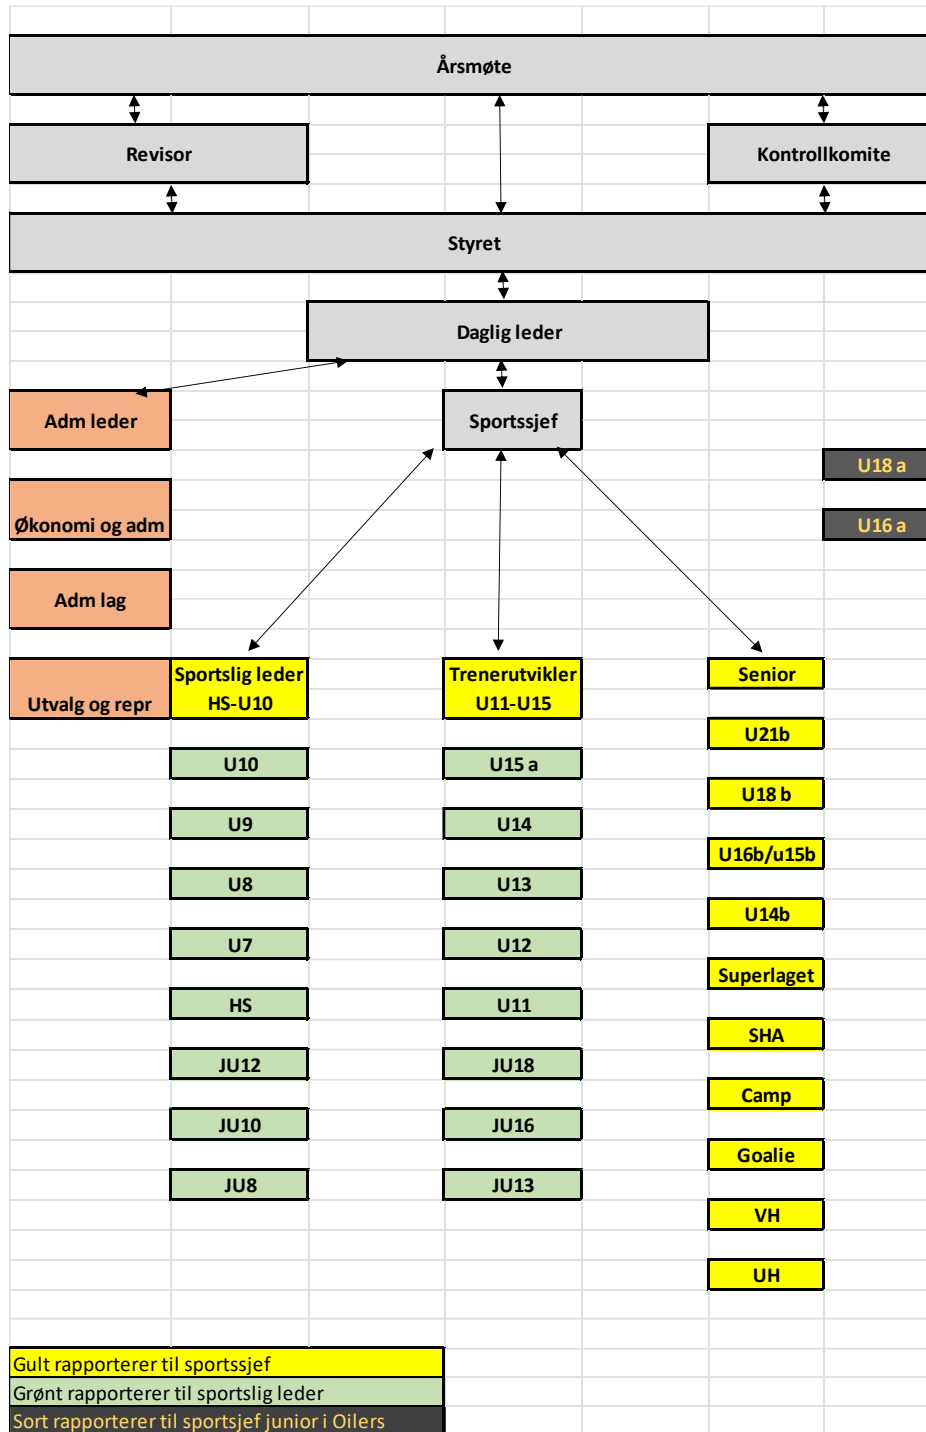 Årsmøte
Revisor
Kontrollkomite
Styret
Daglig leder
Adm leder
Sportssjef
U18 a
Økonomi og adm
U16 a
Adm lag
Utvalg og repr
Sportslig leder
HS-U10
Trenerutvikler
U11-U15
Senior
U21b
U10
U15 a
U18 b
U9
U14
U16b/u15b
U8
U13
U14b
U7
U12
Superlaget
HS
U11
SHA
JU12
JU18
Camp
JU10
JU16
Goalie
JU8
JU13
VH
UH
Gult rapporterer til sportssjef
Grønt rapporterer til sportslig leder
Sort rapporterer til sportsjef junior i Oilers